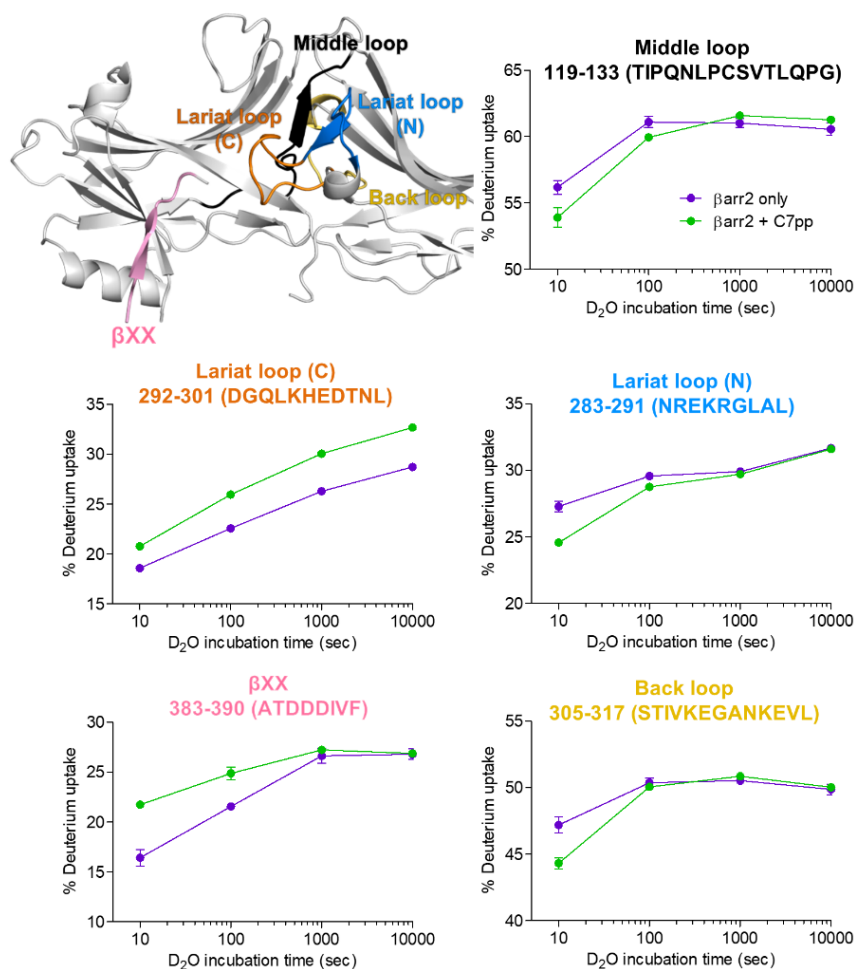 Middle loop
Lariat loop
(C)
Lariat loop
(N)
Back loop
βXX
Middle loop
119-133 (TIPQNLPCSVTLQPG)
65
60
55
50
% Deuterium uptake
βarr2 only
βarr2 + C7pp
10 100 1000 10000
D₂O incubation time (sec)
Lariat loop (C)
292-301 (DGQLKHEDTNL)
35
30
25
20
15
% Deuterium uptake
10 100 1000 10000
D₂O incubation time (sec)
Lariat loop (N)
283-291 (NREKRGLAL)
35
30
25
20
% Deuterium uptake
10 100 1000 10000
D₂O incubation time (sec)
βXX
383-390 (ATDDDIVF)
30
25
20
15
10
% Deuterium uptake
10 100 1000 10000
D₂O incubation time (sec)
Back loop
305-317 (STIVKEGANKEVL)
55
50
45
40
% Deuterium uptake
10 100 1000 10000
D₂O incubation time (sec)